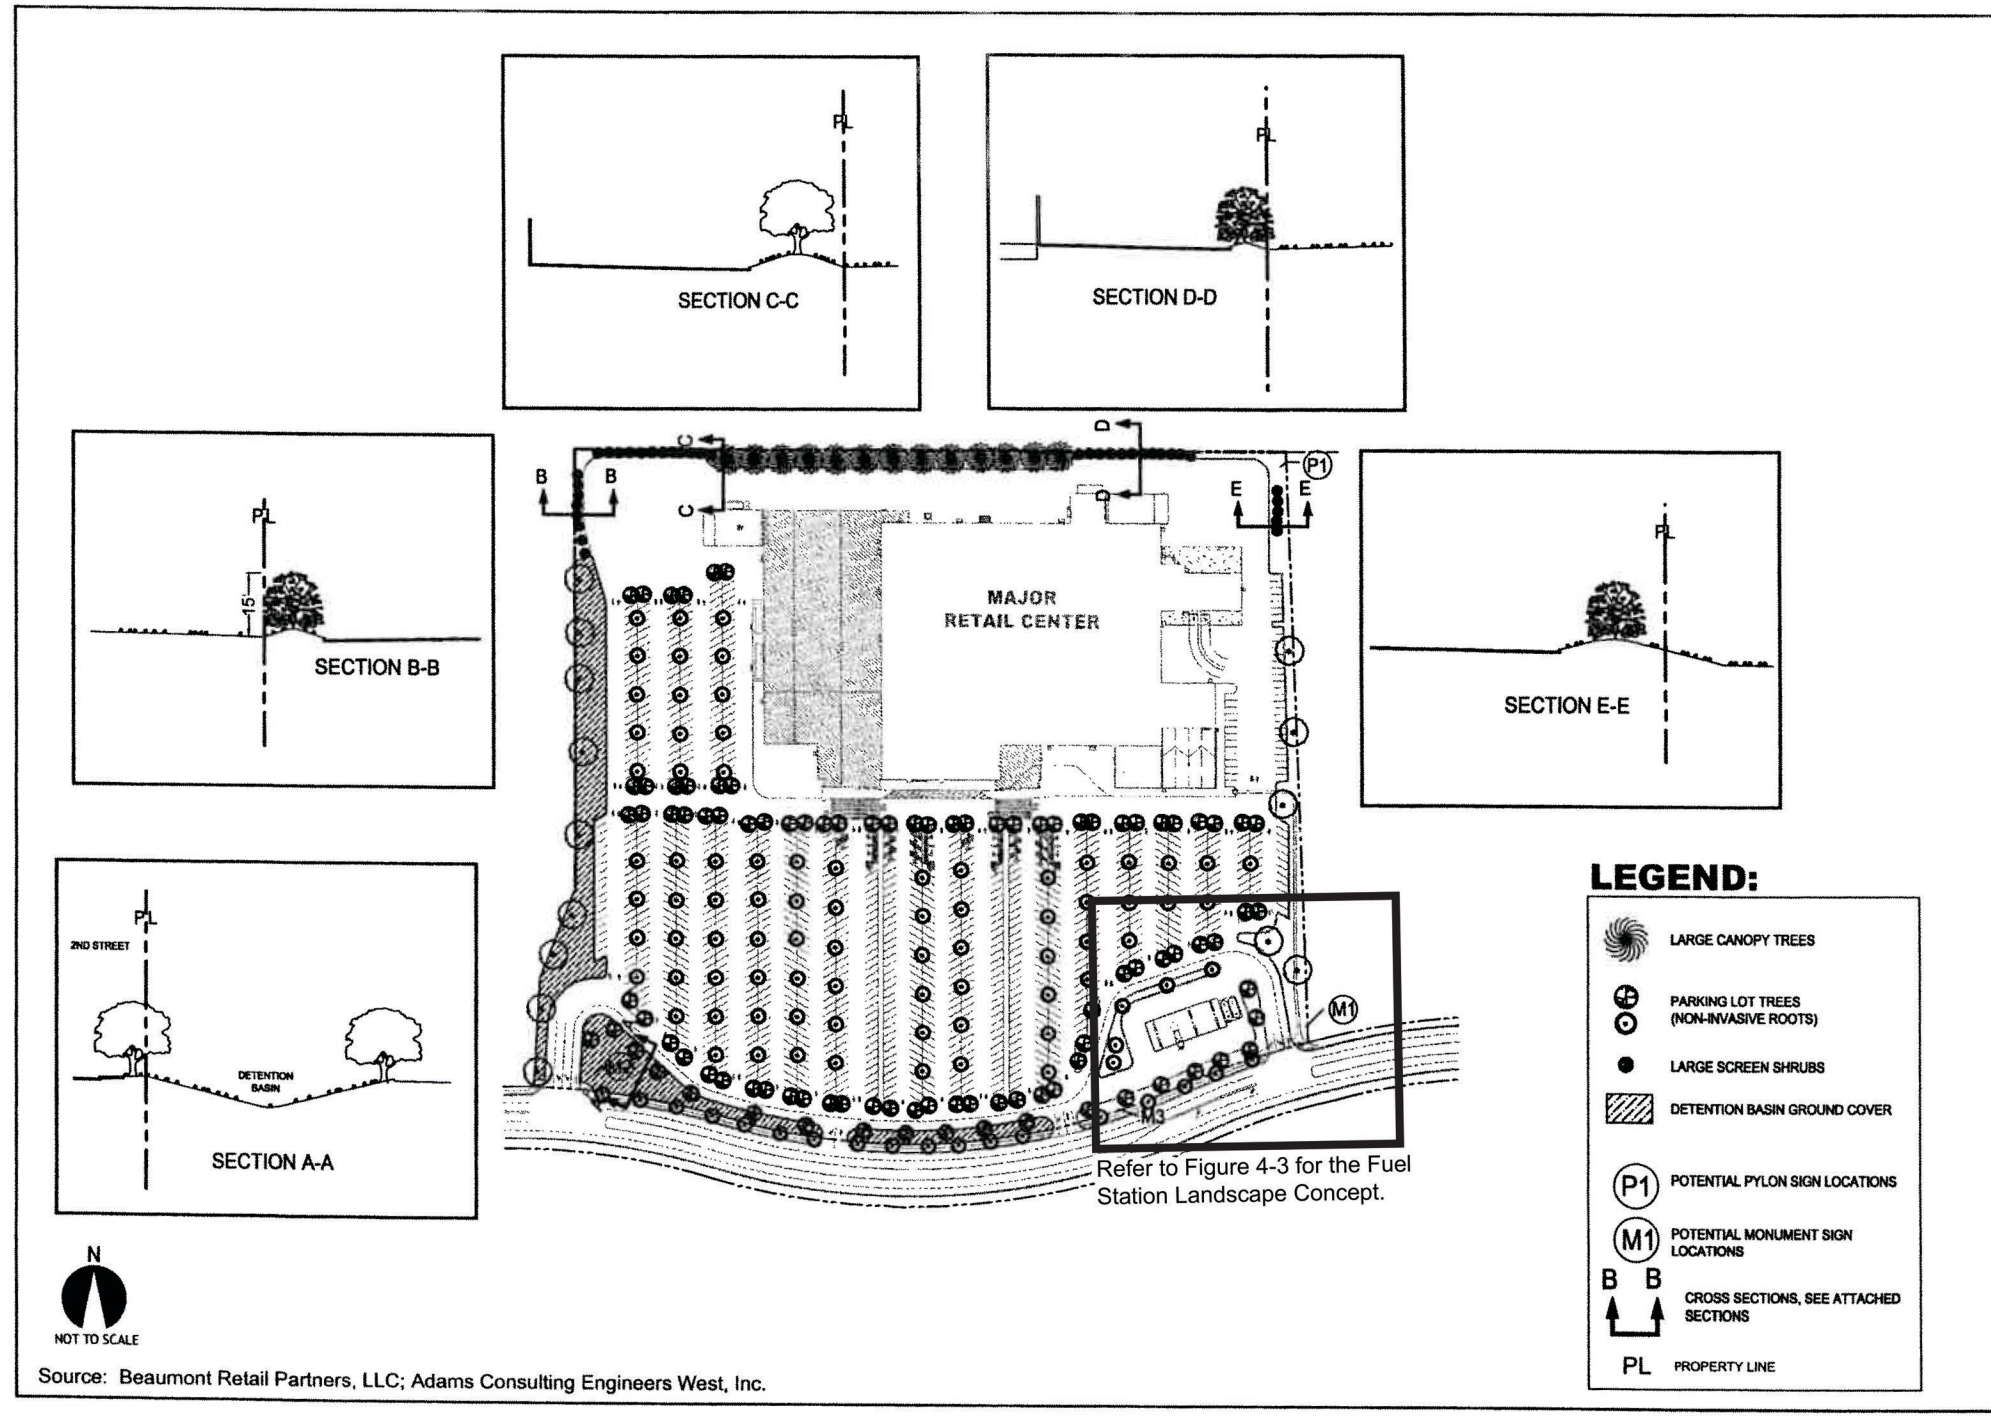 PL
SECTION C-C
PL
SECTION D-D
PL
15'
SECTION B-B
B B
C
C
D
D
E E
P1
MAJOR
RETAIL CENTER
PL
SECTION E-E
PL
2ND STREET
DETENTION
BASIN
SECTION A-A
M1
M3
Refer to Figure 4-3 for the Fuel
Station Landscape Concept.
LEGEND:
LARGE CANOPY TREES
PARKING LOT TREES
(NON-INVASIVE ROOTS)
LARGE SCREEN SHRUBS
DETENTION BASIN GROUND COVER
P1 POTENTIAL PYLON SIGN LOCATIONS
M1 POTENTIAL MONUMENT SIGN
LOCATIONS
B B
CROSS SECTIONS, SEE ATTACHED
SECTIONS
PL PROPERTY LINE
N
NOT TO SCALE
Source: Beaumont Retail Partners, LLC; Adams Consulting Engineers West, Inc.